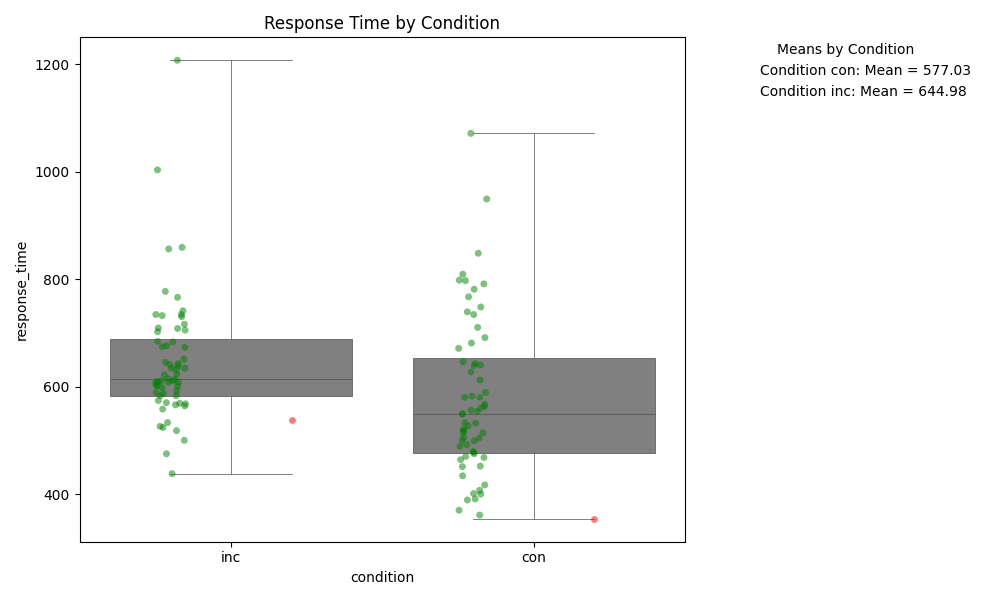 Response Time by Condition
Means by Condition
Condition con: Mean = 577.03
Condition inc: Mean = 644.98
response_time
1200
1000
800
600
400
inc
con
condition